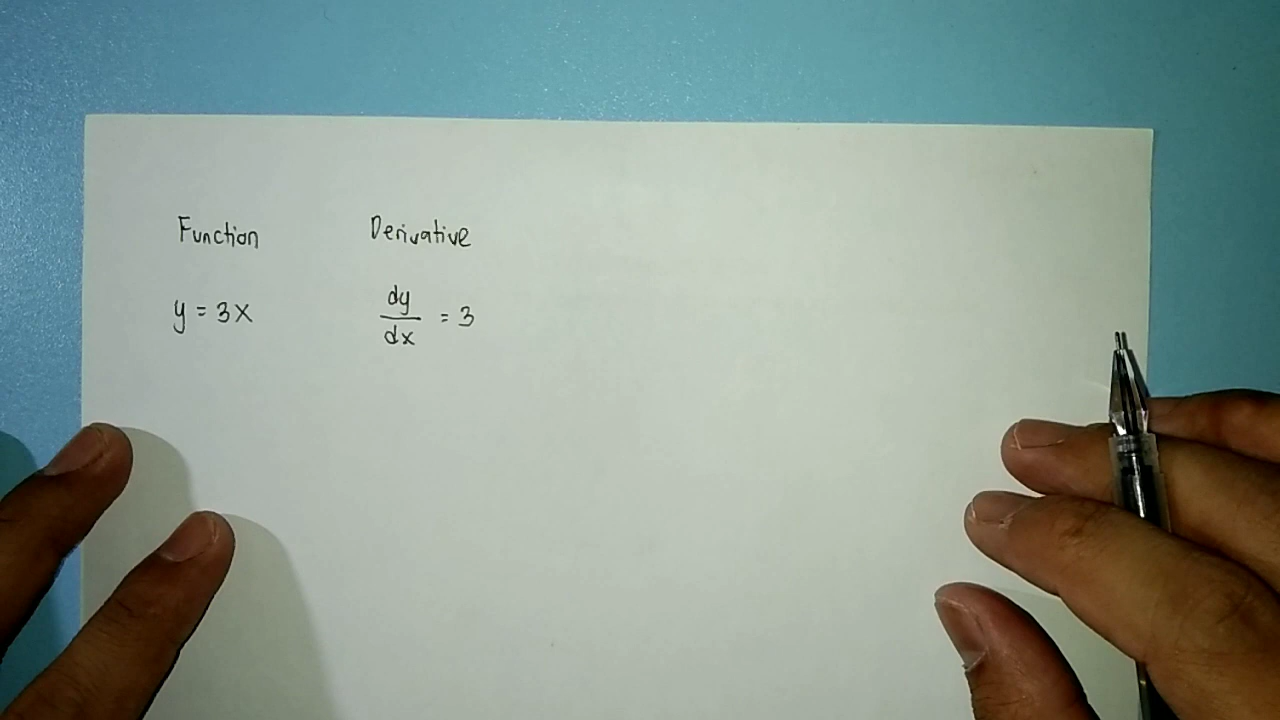 Function Derivative
y = 3x dy/dx = 3